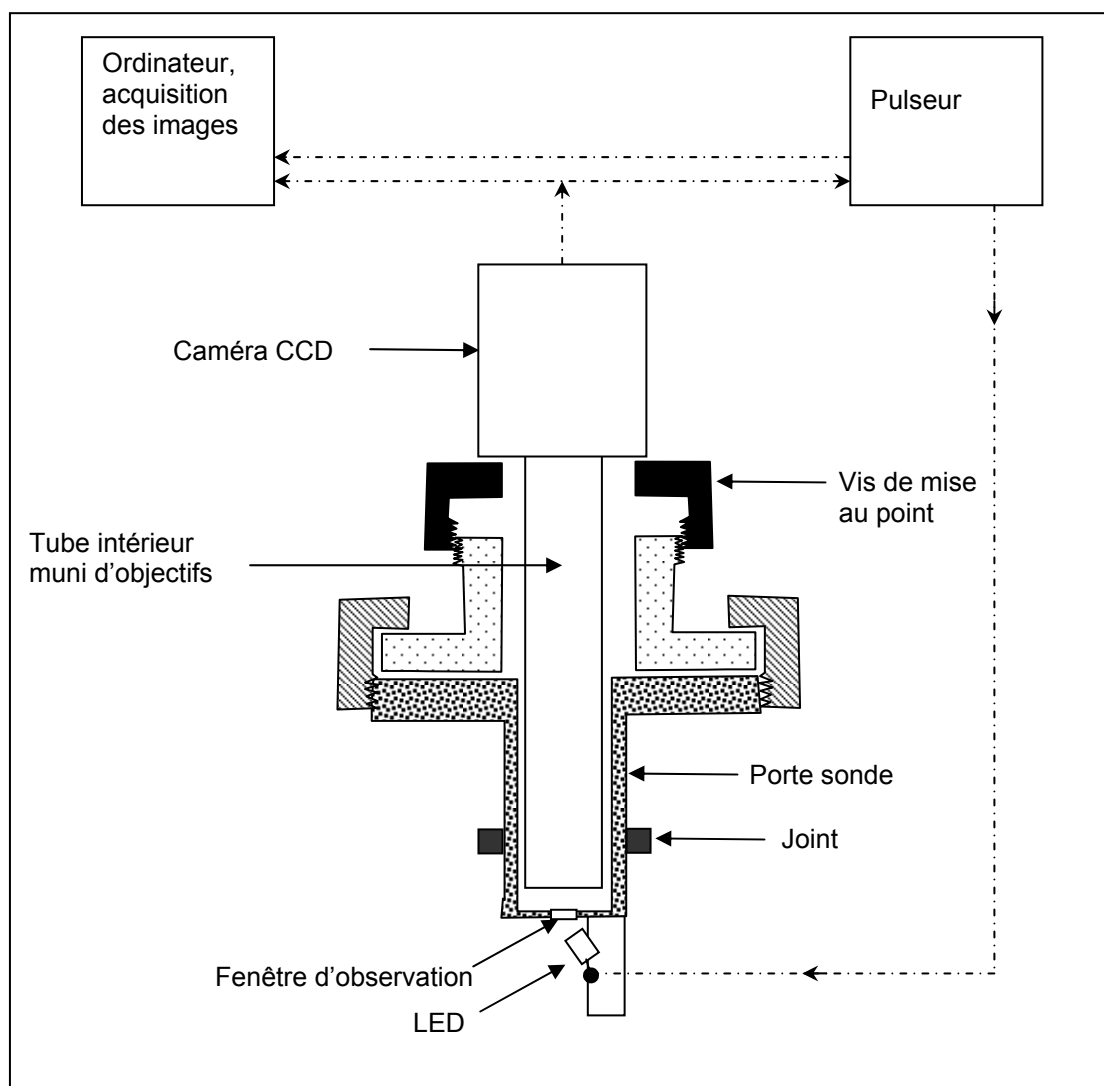 Ordinateur,
acquisition
des images
Pulseur
Caméra CCD
Vis de mise
au point
Tube intérieur
muni d’objectifs
Porte sonde
Joint
Fenêtre d’observation
LED